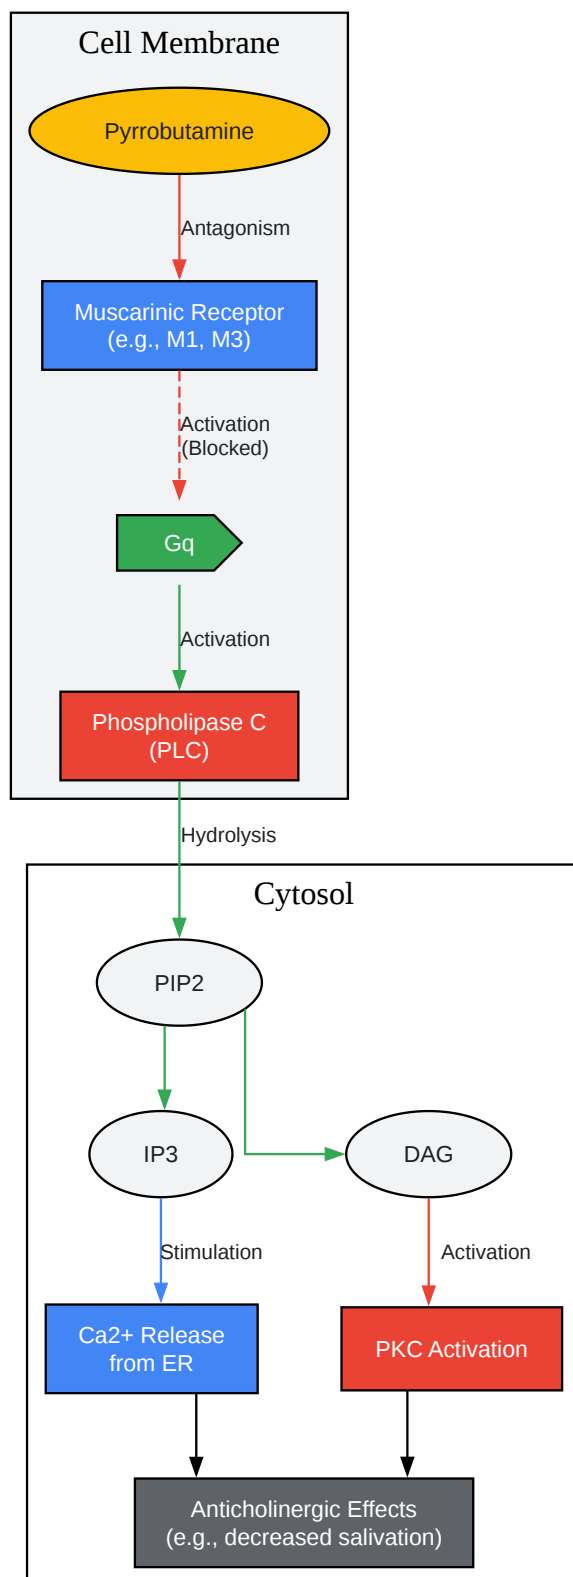 Cell Membrane
Pyrrobutamine
Antagonism
Muscarinic Receptor
(e.g., M1, M3)
Activation
(Blocked)
Gq
Activation
Phospholipase C
(PLC)
Hydrolysis
Cytosol
PIP2
IP3
DAG
Stimulation
Activation
Ca2+ Release
from ER
PKC Activation
Anticholinergic Effects
(e.g., decreased salivation)